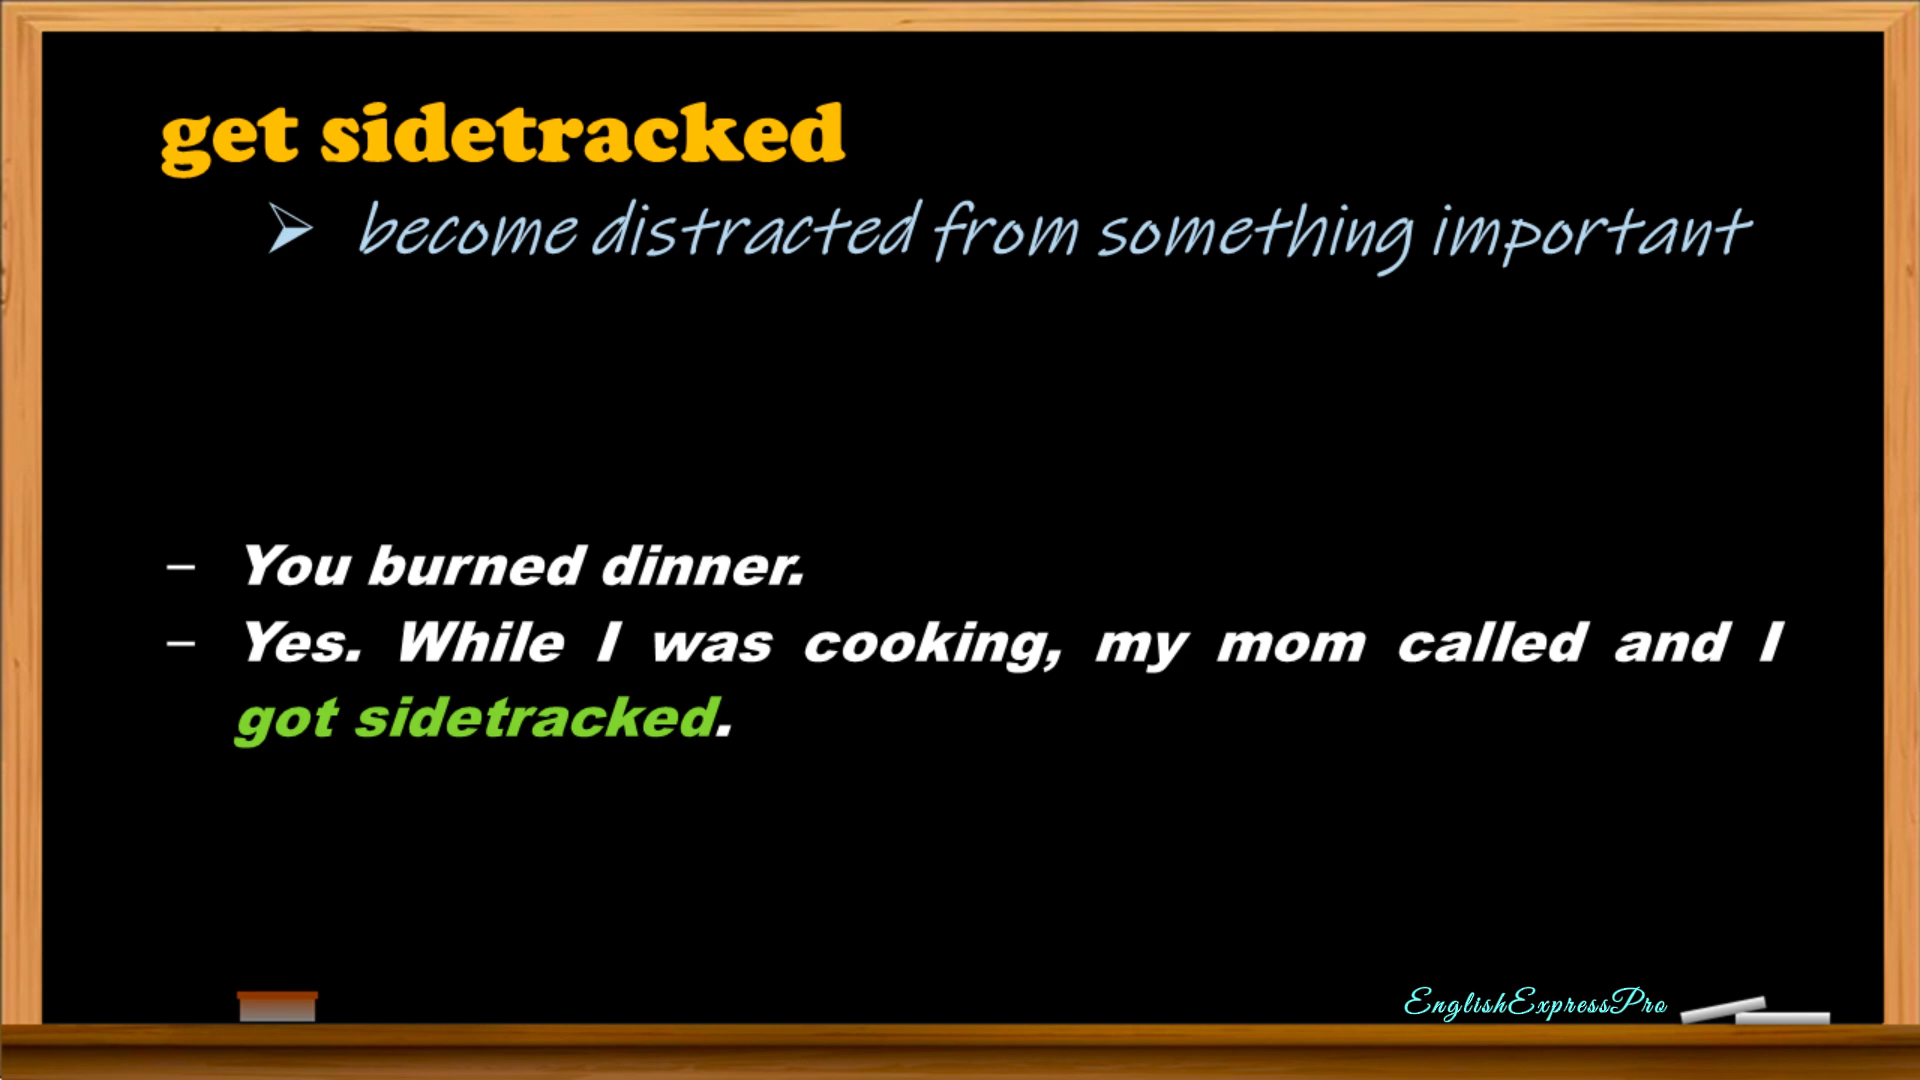 get sidetracked
➢ become distracted from something important
– You burned dinner.
– Yes. While I was cooking, my mom called and I
got sidetracked.
EnglishExpressPro